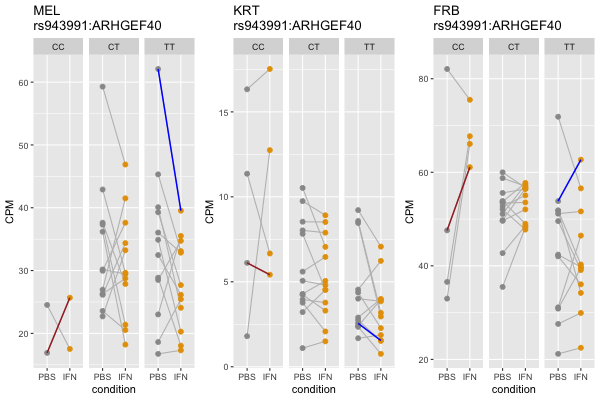 MEL
rs943991:ARHGEF40
CC CT TT
60
50
40
30
20
CPM
PBS IFN PBS IFN PBS IFN
condition
KRT
rs943991:ARHGEF40
CC CT TT
15
10
5
0
CPM
PBS IFN PBS IFN PBS IFN
condition
FRB
rs943991:ARHGEF40
CC CT TT
80
60
40
20
CPM
PBS IFN PBS IFN PBS IFN
condition